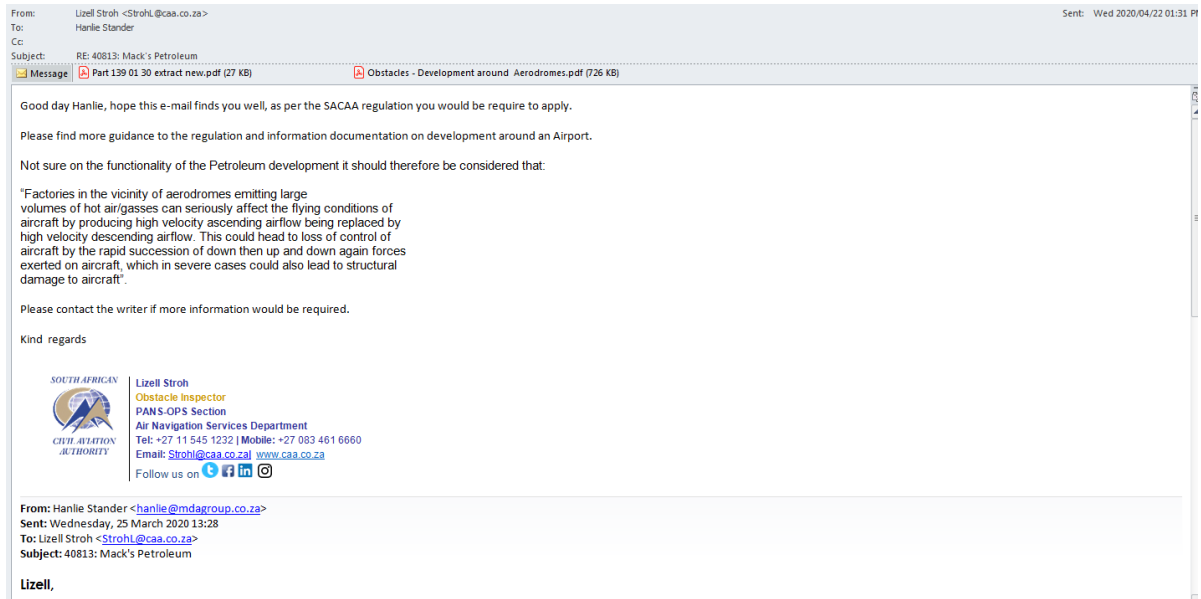 From: Lizell Stroh <StrohL@caa.co.za> Sent: Wed 2020/04/22 01:31 PM
To: Hanlie Stander
Cc:
Subject: RE: 40813: Mack's Petroleum
Message Part 139 01 30 extract new.pdf (27 KB) Obstacles - Development around Aerodromes.pdf (726 KB)
Good day Hanlie, hope this e-mail finds you well, as per the SACAA regulation you would be require to apply.
Please find more guidance to the regulation and information documentation on development around an Airport.
Not sure on the functionality of the Petroleum development it should therefore be considered that:
"Factories in the vicinity of aerodromes emitting large
volumes of hot air/gasses can seriously affect the flying conditions of
aircraft by producing high velocity ascending airflow being replaced by
high velocity descending airflow. This could head to loss of control of
aircraft by the rapid succession of down then up and down again forces
exerted on aircraft, which in severe cases could also lead to structural
damage to aircraft".
Please contact the writer if more information would be required.
Kind regards
SOUTH AFRICAN
CIVIL AVIATION
AUTHORITY
Lizell Stroh
Obstacle Inspector
PANS-OPS Section
Air Navigation Services Department
Tel: +27 11 545 1232 | Mobile: +27 083 461 6660
Email: Strohl@caa.co.za| www.caa.co.za
Follow us on
From: Hanlie Stander <hanlie@mdagroup.co.za>
Sent: Wednesday, 25 March 2020 13:28
To: Lizell Stroh <StrohL@caa.co.za>
Subject: 40813: Mack's Petroleum
Lizell,